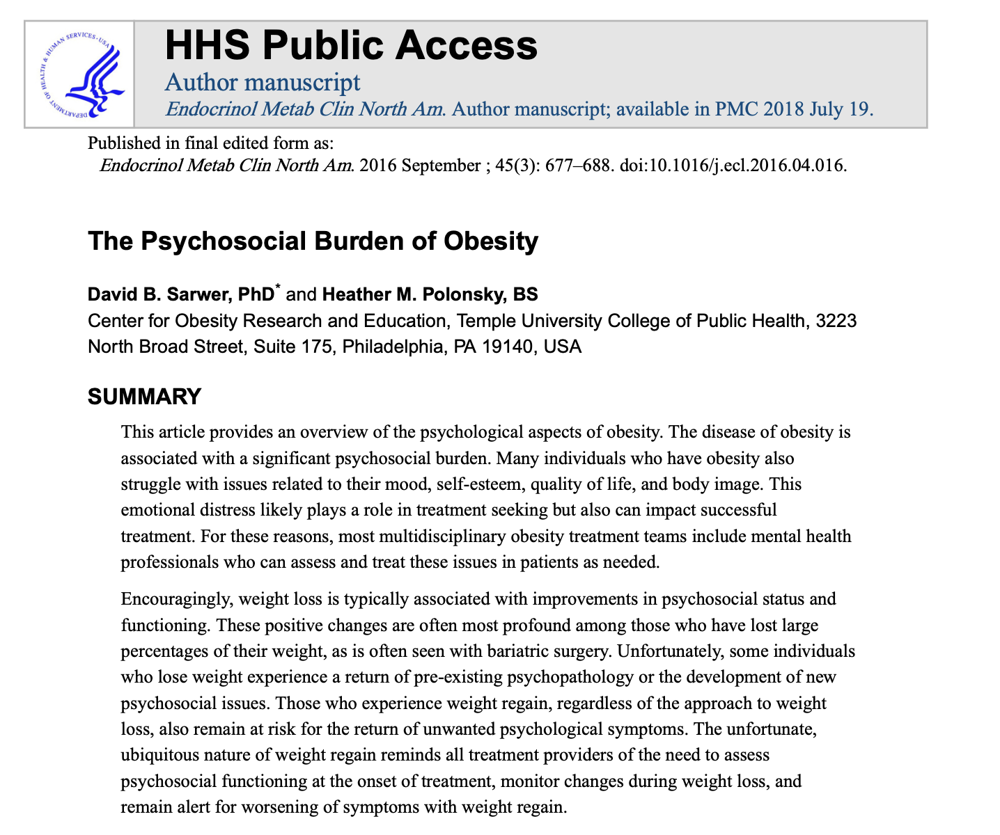 DEPARTMENT OF HEALTH & HUMAN SERVICES · USA
HHS Public Access
Author manuscript
Endocrinol Metab Clin North Am. Author manuscript; available in PMC 2018 July 19.
Published in final edited form as:
Endocrinol Metab Clin North Am. 2016 September ; 45(3): 677–688. doi:10.1016/j.ecl.2016.04.016.
The Psychosocial Burden of Obesity
David B. Sarwer, PhD* and Heather M. Polonsky, BS
Center for Obesity Research and Education, Temple University College of Public Health, 3223
North Broad Street, Suite 175, Philadelphia, PA 19140, USA
SUMMARY
This article provides an overview of the psychological aspects of obesity. The disease of obesity is
associated with a significant psychosocial burden. Many individuals who have obesity also
struggle with issues related to their mood, self-esteem, quality of life, and body image. This
emotional distress likely plays a role in treatment seeking but also can impact successful
treatment. For these reasons, most multidisciplinary obesity treatment teams include mental health
professionals who can assess and treat these issues in patients as needed.
Encouragingly, weight loss is typically associated with improvements in psychosocial status and
functioning. These positive changes are often most profound among those who have lost large
percentages of their weight, as is often seen with bariatric surgery. Unfortunately, some individuals
who lose weight experience a return of pre-existing psychopathology or the development of new
psychosocial issues. Those who experience weight regain, regardless of the approach to weight
loss, also remain at risk for the return of unwanted psychological symptoms. The unfortunate,
ubiquitous nature of weight regain reminds all treatment providers of the need to assess
psychosocial functioning at the onset of treatment, monitor changes during weight loss, and
remain alert for worsening of symptoms with weight regain.